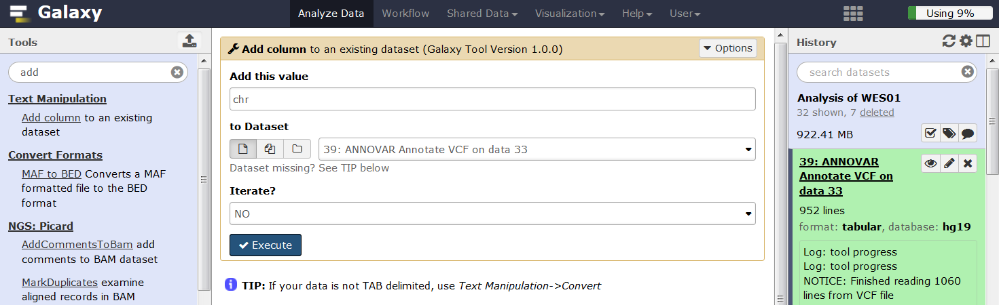 Galaxy
Analyze Data
Workflow
Shared Data
Visualization
Help
User
Using 9%
Tools
add
Text Manipulation
Add column to an existing
dataset
Convert Formats
MAF to BED Converts a MAF
formatted file to the BED
format
NGS: Picard
AddCommentsToBam add
comments to BAM dataset
MarkDuplicates examine
aligned records in BAM
Add column to an existing dataset (Galaxy Tool Version 1.0.0)
Options
Add this value
chr
to Dataset
39: ANNOVAR Annotate VCF on data 33
Dataset missing? See TIP below
Iterate?
NO
Execute
TIP: If your data is not TAB delimited, use Text Manipulation->Convert
History
search datasets
Analysis of WES01
32 shown, 7 deleted
922.41 MB
39: ANNOVAR
Annotate VCF on
data 33
952 lines
format: tabular, database: hg19
Log: tool progress
Log: tool progress
NOTICE: Finished reading 1060
lines from VCF file